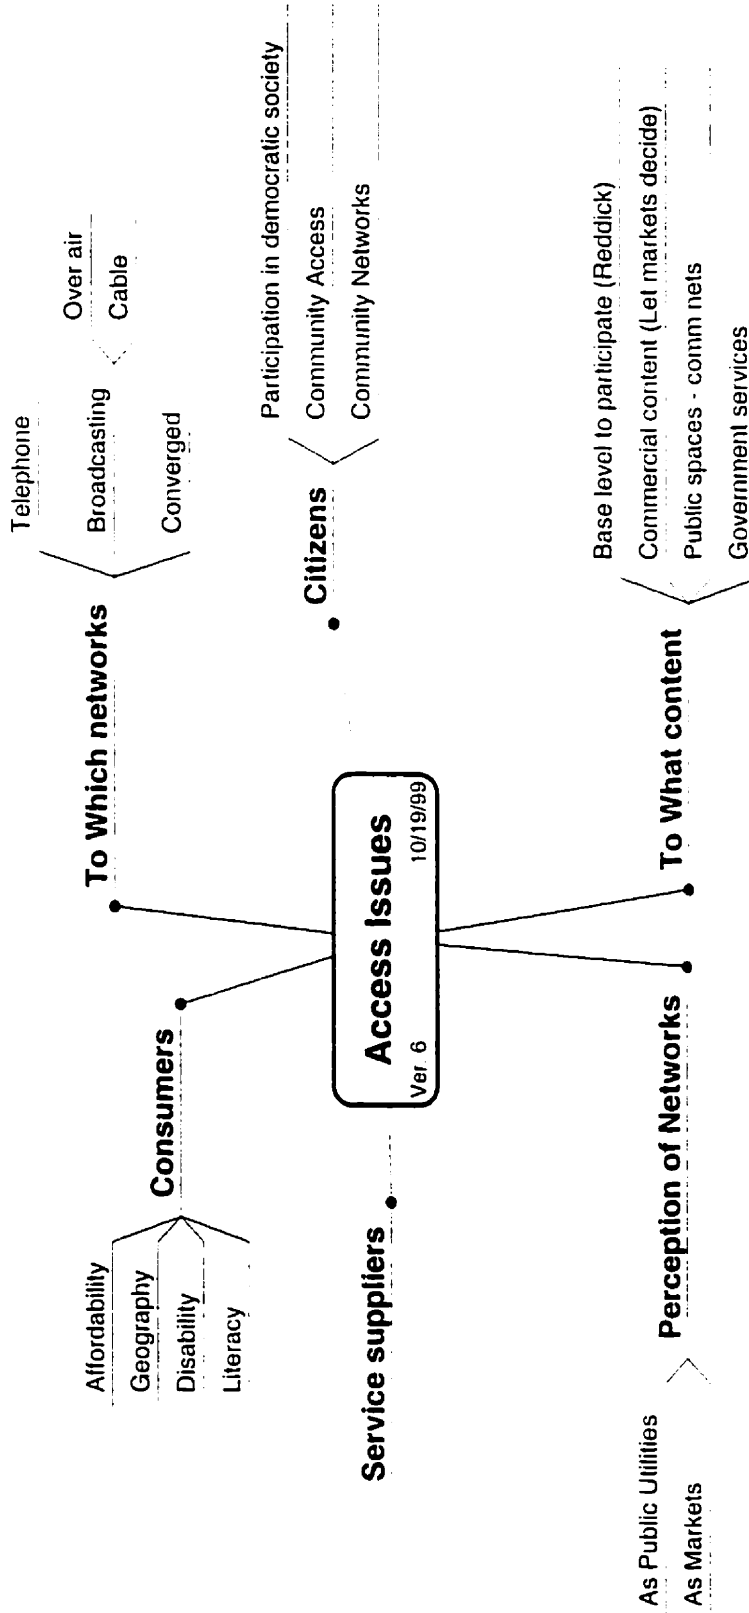 Access Issues
Ver. 6
10/19/99
To Which networks
Telephone
Broadcasting
Over air
Cable
Converged
Citizens
Participation in democratic society
Community Access
Community Networks
To What content
Base level to participate (Reddick)
Commercial content (Let markets decide)
Public spaces - comm nets
Government services
Perception of Networks
As Public Utilities
As Markets
Service suppliers
Consumers
Affordability
Geography
Disability
Literacy